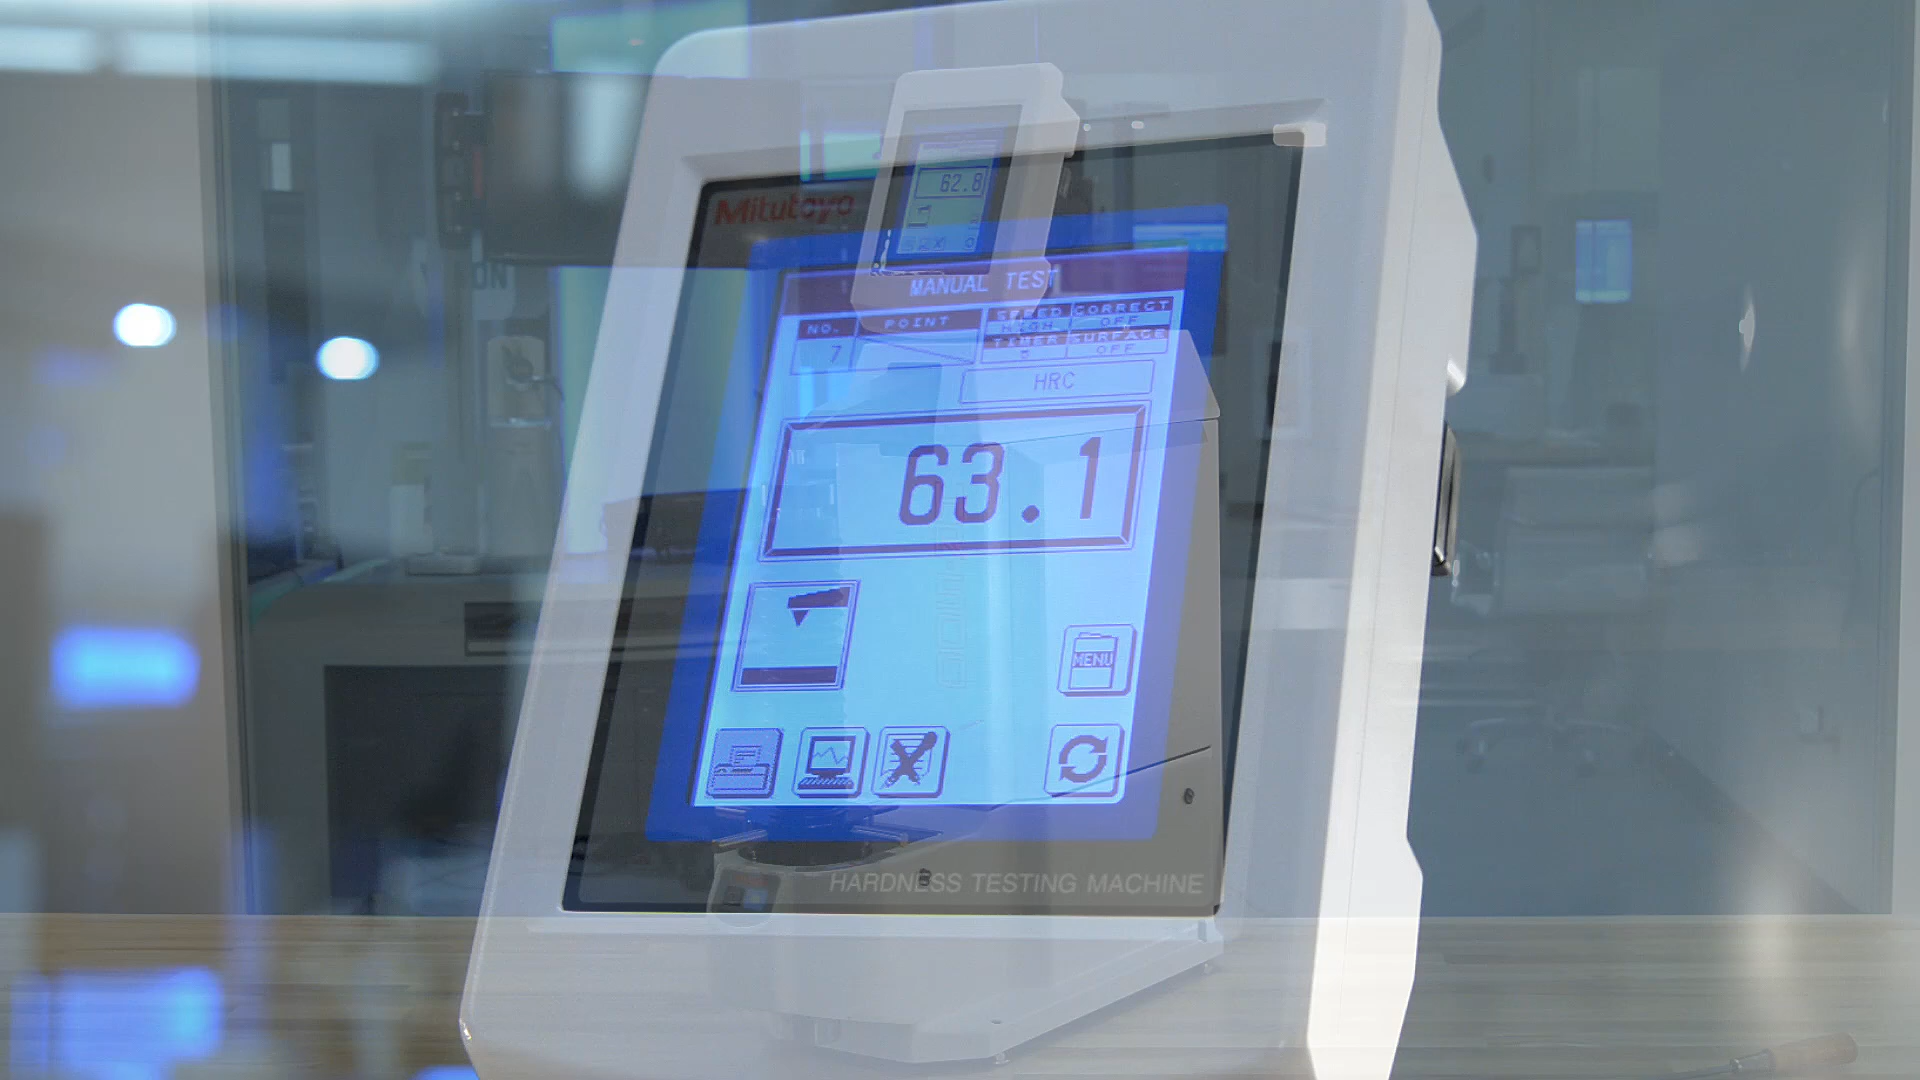 Mitutoyo
62.8
MANUAL TEST
NO. POINT SPEED CORRECT
7 HIGH OFF
TIMER SURFACE
5 OFF
HRC
63.1
MENU
HARDNESS TESTING MACHINE